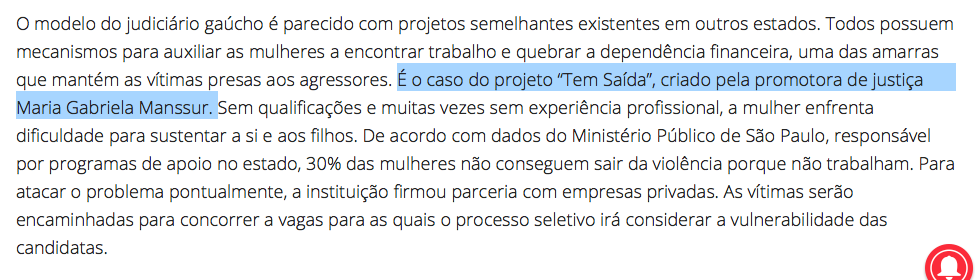 O modelo do judiciário gaúcho é parecido com projetos semelhantes existentes em outros estados. Todos possuem
mecanismos para auxiliar as mulheres a encontrar trabalho e quebrar a dependência financeira, uma das amarras
que mantém as vítimas presas aos agressores. É o caso do projeto “Tem Saída”, criado pela promotora de justiça
Maria Gabriela Manssur. Sem qualificações e muitas vezes sem experiência profissional, a mulher enfrenta
dificuldade para sustentar a si e aos filhos. De acordo com dados do Ministério Público de São Paulo, responsável
por programas de apoio no estado, 30% das mulheres não conseguem sair da violência porque não trabalham. Para
atacar o problema pontualmente, a instituição firmou parceria com empresas privadas. As vítimas serão
encaminhadas para concorrer a vagas para as quais o processo seletivo irá considerar a vulnerabilidade das
candidatas.